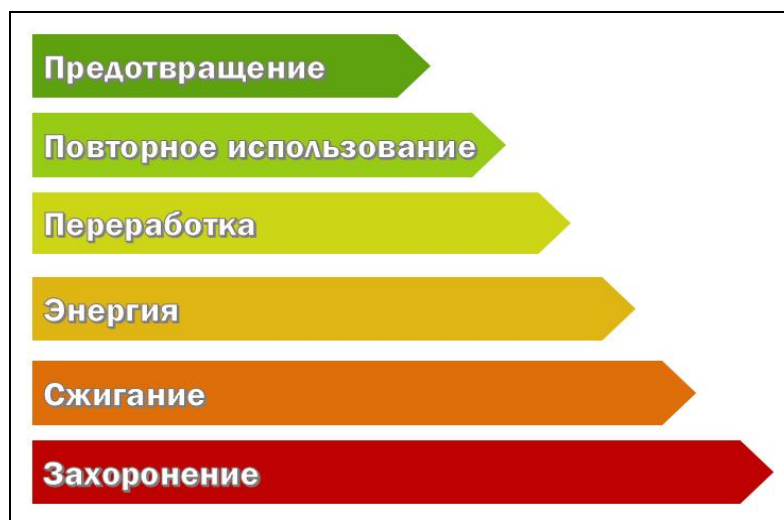 Предотвращение
Повторное использование
Переработка
Энергия
Сжигание
Захоронение